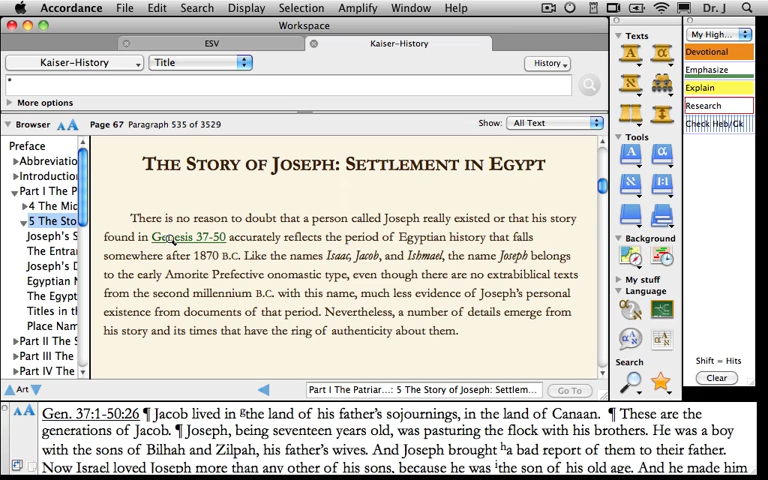 Accordance File Edit Search Display Selection Amplify Window Help Dr. J
Workspace
ESV Kaiser-History
Kaiser-History Title History
*
More options
Browser AA Page 67 Paragraph 535 of 3529 Show: All Text
Preface
Abbreviatio
Introduction
Part I The P
4 The Mic
5 The Sto
Joseph's S
The Entra
Joseph's D
Egyptian N
The Egypt
Titles in th
Place Nam
Part II The S
Part III The
Part IV The
The Story of Joseph: Settlement in Egypt
There is no reason to doubt that a person called Joseph really existed or that his story
found in Genesis 37-50 accurately reflects the period of Egyptian history that falls
somewhere after 1870 B.C. Like the names Isaac, Jacob, and Ishmael, the name Joseph belongs
to the early Amorite Prefective onomastic type, even though there are no extrabiblical texts
from the second millennium B.C. with this name, much less evidence of Joseph's personal
existence from documents of that period. Nevertheless, a number of details emerge from
his story and its times that have the ring of authenticity about them.
Art Part I The Patriar...: 5 The Story of Joseph: Settlem... Go To
AA Gen. 37:1-50:26 ¶ Jacob lived in gthe land of his father's sojournings, in the land of Canaan. ¶ These are the
generations of Jacob. ¶ Joseph, being seventeen years old, was pasturing the flock with his brothers. He was a boy
with the sons of Bilhah and Zilpah, his father's wives. And Joseph brought ha bad report of them to their father.
Now Israel loved Joseph more than any other of his sons, because he was ithe son of his old age. And he made him
Texts
Tools
Background
My stuff
Language
Search
My Hig...
Devotional
Emphasize
Explain
Research
Check Heb/Gk
Shift = Hits
Clear